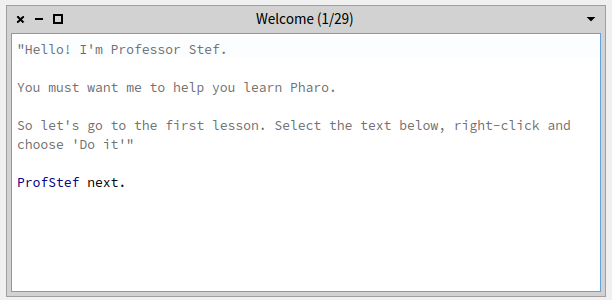 Welcome (1/29)
"Hello! I'm Professor Stef.
You must want me to help you learn Pharo.
So let's go to the first lesson. Select the text below, right-click and
choose 'Do it'"
ProfStef next.